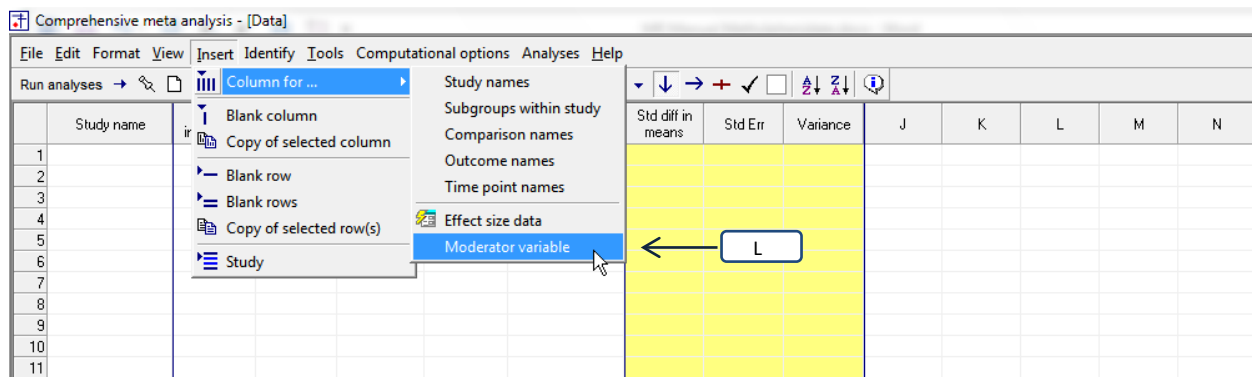 Comprehensive meta analysis - [Data]
File Edit Format View Insert Identify Tools Computational options Analyses Help
Run analyses
Column for ...
Blank column
Copy of selected column
Blank row
Blank rows
Copy of selected row(s)
Study
Study names
Subgroups within study
Comparison names
Outcome names
Time point names
Effect size data
Moderator variable
L
Study name
Std diff in
means
Std Err
Variance
J
K
L
M
N
1
2
3
4
5
6
7
8
9
10
11